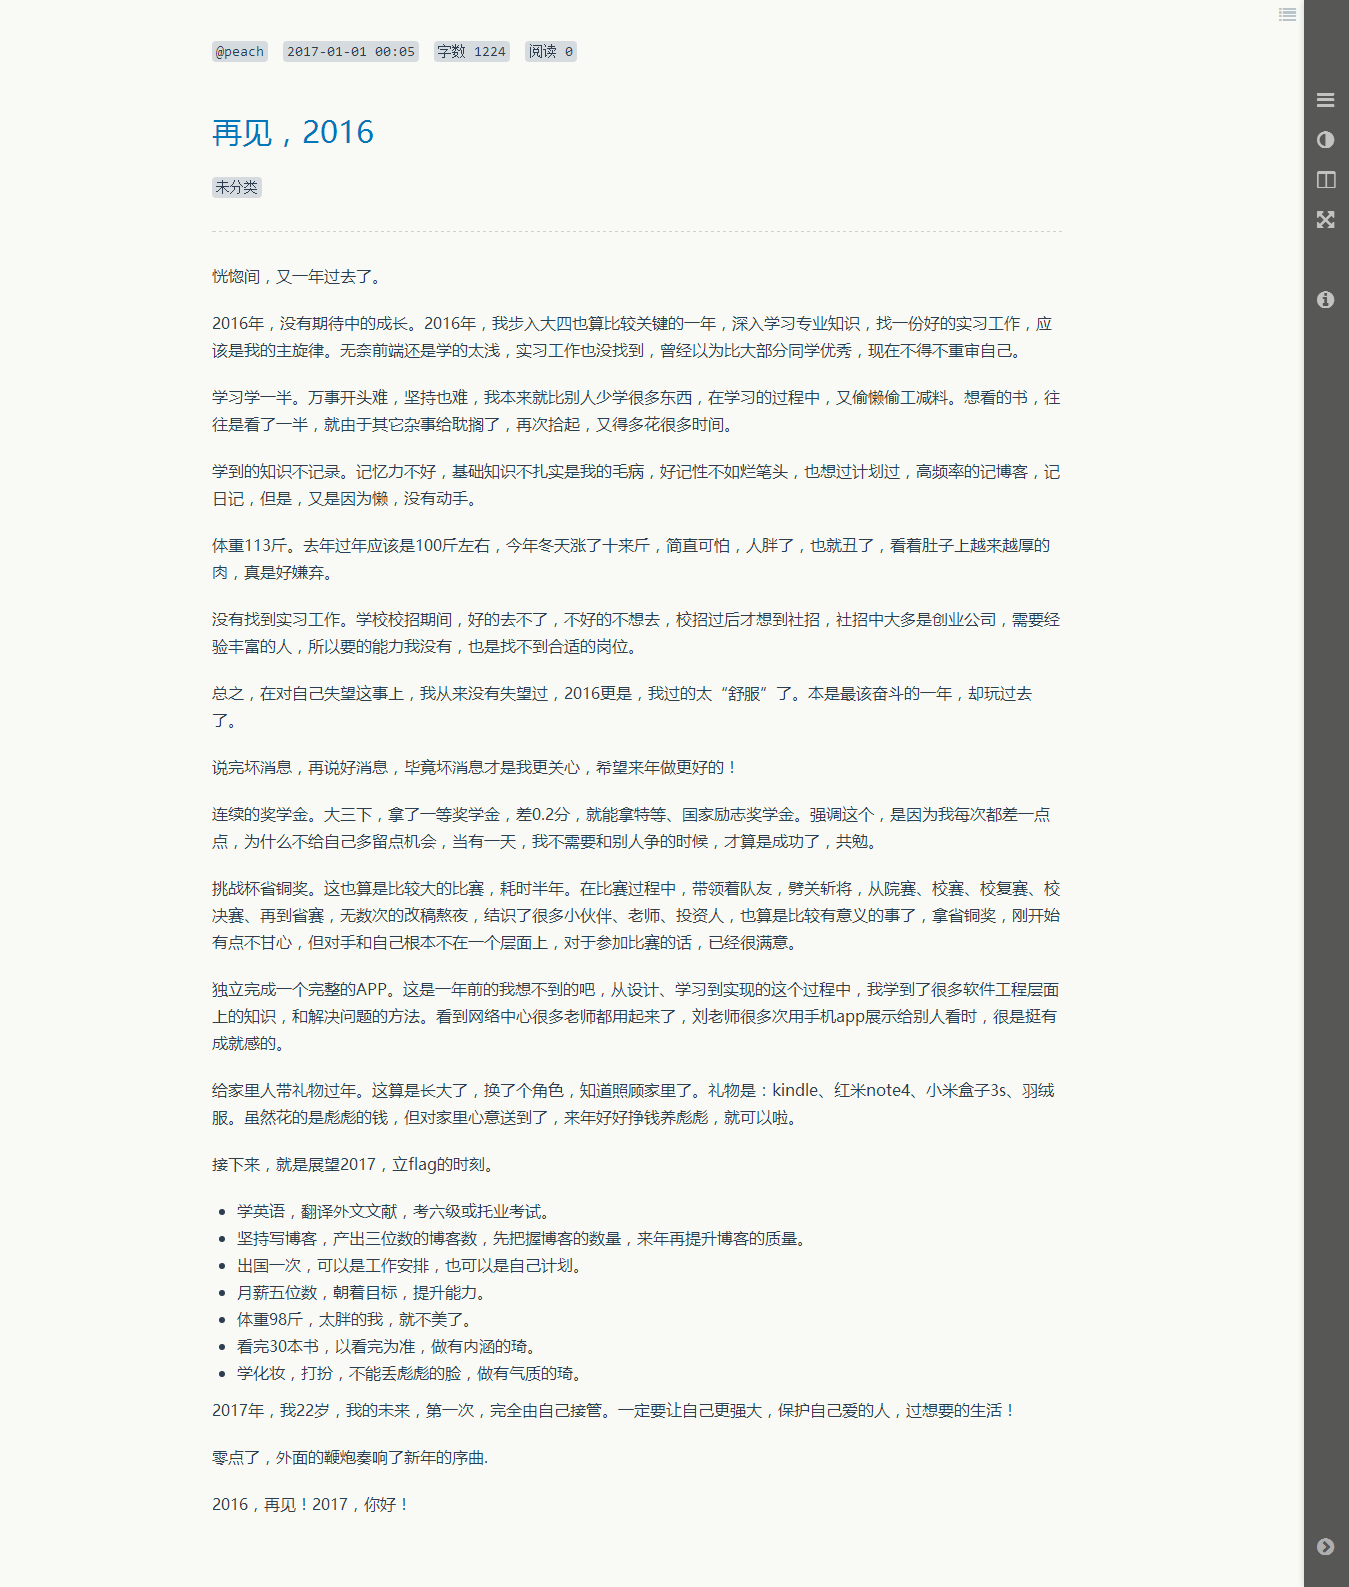 @peach 2017-01-01 00:05 字数 1224 阅读 0
再见，2016
未分类
恍惚间，又一年过去了。
2016年，没有期待中的成长。2016年，我步入大四也算比较关键的一年，深入学习专业知识，找一份好的实习工作，应
该是我的主旋律。无奈前端还是学的太浅，实习工作也没找到，曾经以为比大部分同学优秀，现在不得不重审自己。
学习学一半。万事开头难，坚持也难，我本来就比别人少学很多东西，在学习的过程中，又偷懒偷工减料。想看的书，往
往是看了一半，就由于其它杂事给耽搁了，再次拾起，又得多花很多时间。
学到的知识不记录。记忆力不好，基础知识不扎实是我的毛病，好记性不如烂笔头，也想过计划过，高频率的记博客，记
日记，但是，又是因为懒，没有动手。
体重113斤。去年过年应该是100斤左右，今年冬天涨了十来斤，简直可怕，人胖了，也就丑了，看着肚子上越来越厚的
肉，真是好嫌弃。
没有找到实习工作。学校校招期间，好的去不了，不好的不想去，校招过后才想到社招，社招中大多是创业公司，需要经
验丰富的人，所以要的能力我没有，也是找不到合适的岗位。
总之，在对自己失望这事上，我从来没有失望过，2016更是，我过的太“舒服”了。本是最该奋斗的一年，却玩过去
了。
说完坏消息，再说好消息，毕竟坏消息才是我更关心，希望来年做更好的！
连续的奖学金。大三下，拿了一等奖学金，差0.2分，就能拿特等、国家励志奖学金。强调这个，是因为我每次都差一点
点，为什么不给自己多留点机会，当有一天，我不需要和别人争的时候，才算是成功了，共勉。
挑战杯省铜奖。这也算是比较大的比赛，耗时半年。在比赛过程中，带领着队友，劈关斩将，从院赛、校赛、校复赛、校
决赛、再到省赛，无数次的改稿熬夜，结识了很多小伙伴、老师、投资人，也算是比较有意义的事了，拿省铜奖，刚开始
有点不甘心，但对手和自己根本不在一个层面上，对于参加比赛的话，已经很满意。
独立完成一个完整的APP。这是一年前的我想不到的吧，从设计、学习到实现的这个过程中，我学到了很多软件工程层面
上的知识，和解决问题的方法。看到网络中心很多老师都用起来了，刘老师很多次用手机app展示给别人看时，很是挺有
成就感的。
给家里人带礼物过年。这算是长大了，换了个角色，知道照顾家里了。礼物是：kindle、红米note4、小米盒子3s、羽绒
服。虽然花的是彪彪的钱，但对家里心意送到了，来年好好挣钱养彪彪，就可以啦。
接下来，就是展望2017，立flag的时刻。
• 学英语，翻译外文文献，考六级或托业考试。
• 坚持写博客，产出三位数的博客数，先把握博客的数量，来年再提升博客的质量。
• 出国一次，可以是工作安排，也可以是自己计划。
• 月薪五位数，朝着目标，提升能力。
• 体重98斤，太胖的我，就不美了。
• 看完30本书，以看完为准，做有内涵的琦。
• 学化妆，打扮，不能丢彪彪的脸，做有气质的琦。
2017年，我22岁，我的未来，第一次，完全由自己接管。一定要让自己更强大，保护自己爱的人，过想要的生活！
零点了，外面的鞭炮奏响了新年的序曲.
2016，再见！2017，你好！